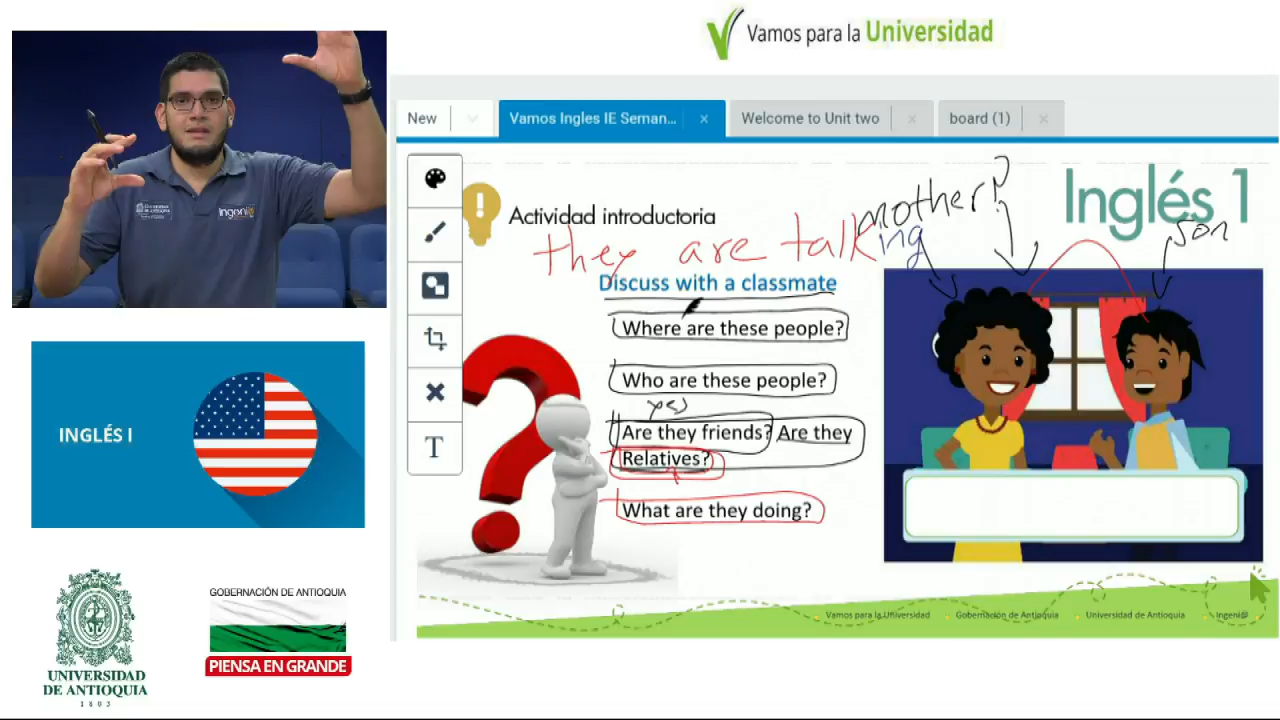 Vamos para la Universidad
New
Vamos Ingles IE Seman...
Welcome to Unit two
board (1)
Actividad introductoria
Inglés 1
mother?
?
son
they are talking
Discuss with a classmate
Where are these people?
Who are these people?
yes
Are they friends? Are they
Relatives?
What are they doing?
T
ingeni@
INGLÉS I
UNIVERSIDAD
DE ANTIOQUIA
1803
GOBERNACIÓN DE ANTIOQUIA
PIENSA EN GRANDE
Vamos para la Universidad
Gobernación de Antioquia
Universidad de Antioquia
Ingeni@